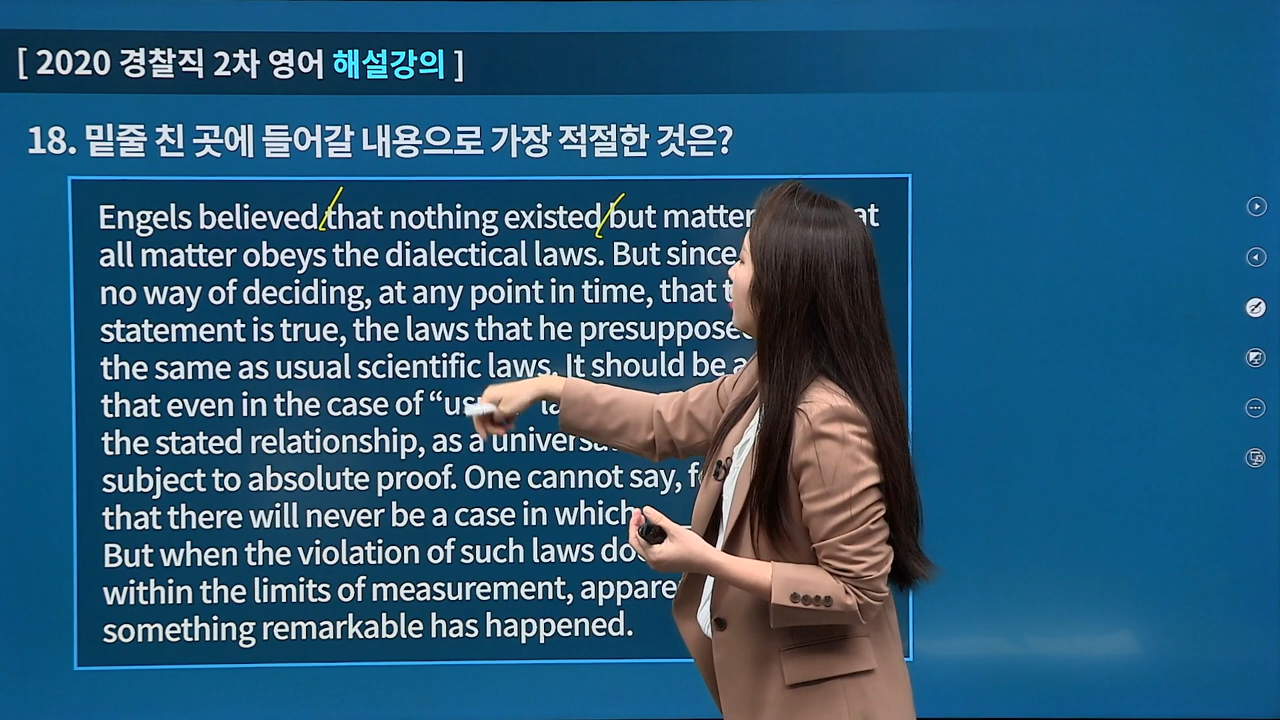 [ 2020 경찰직 2차 영어 해설강의 ]
18. 밑줄 친 곳에 들어갈 내용으로 가장 적절한 것은?
Engels believed that nothing existed but matter
all matter obeys the dialectical laws. But since
no way of deciding, at any point in time, that
statement is true, the laws that he
the same as usual scientific laws. It should be
that even in the case of
the stated relationship, as a
subject to absolute proof. One cannot say,
that there will never be a case in which
But when the violation of such laws
within the limits of measurement,
something remarkable has happened.